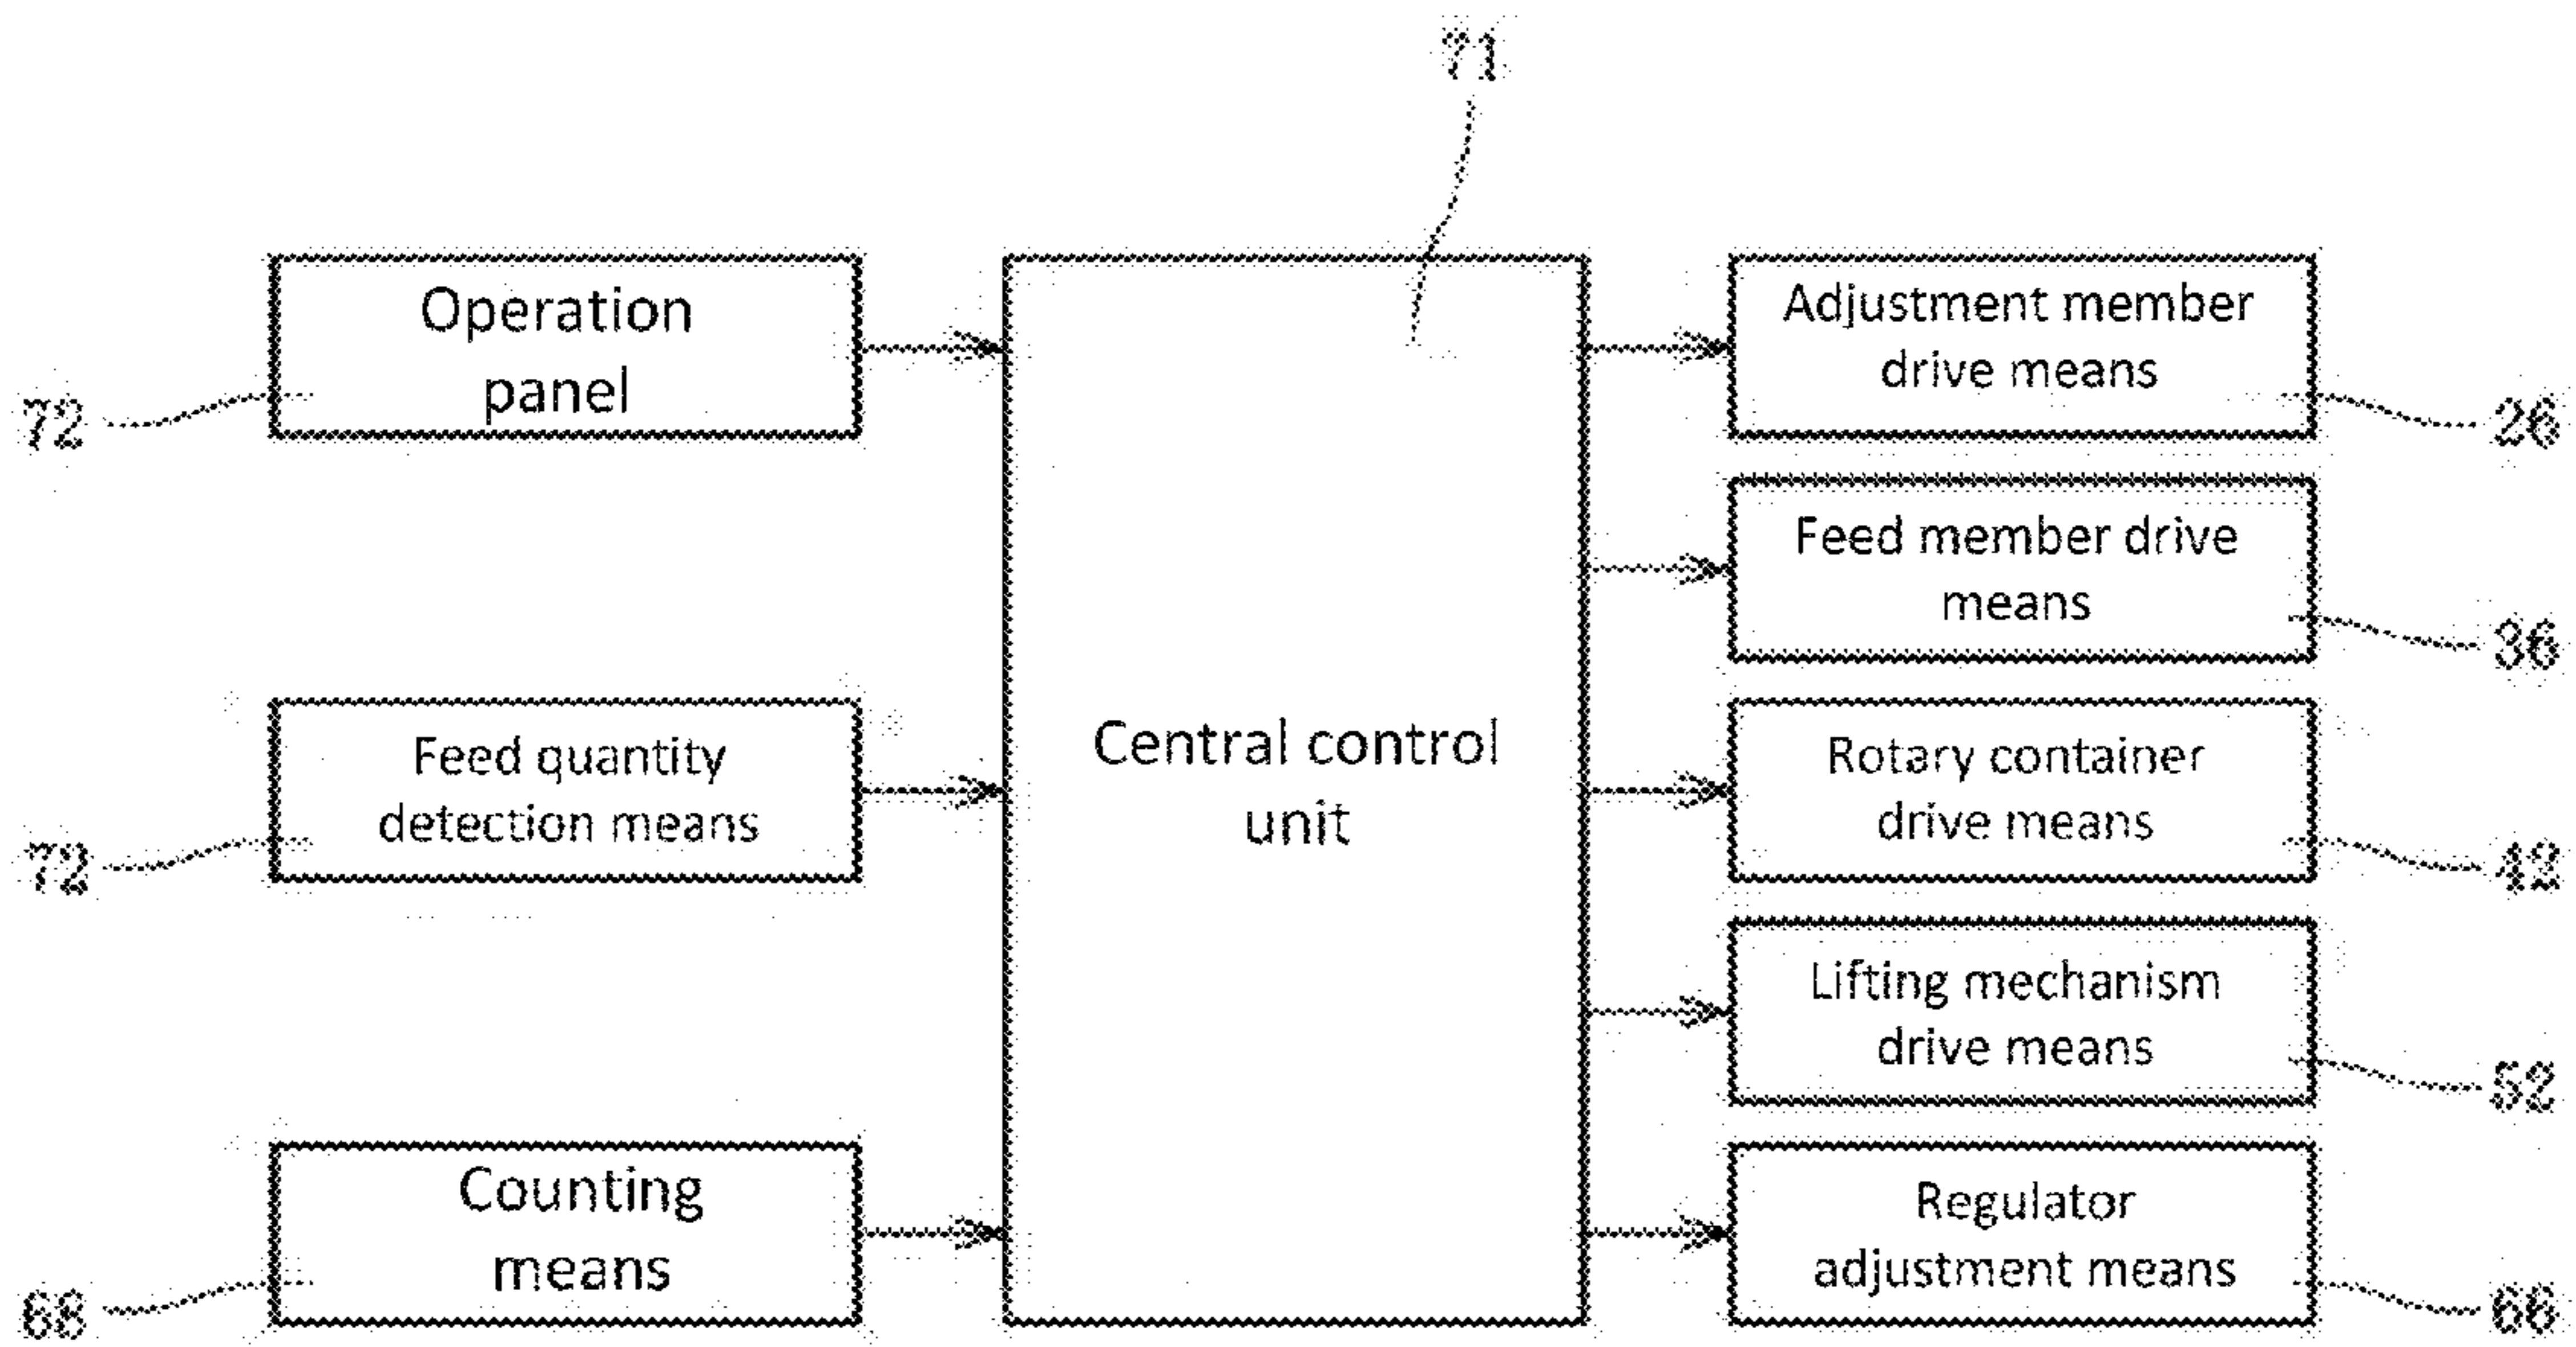 71
Operation
panel
72
Feed quantity
detection means
72
Counting
means
68
Central control
unit
Adjustment member
drive means
26
Feed member drive
means
36
Rotary container
drive means
42
Lifting mechanism
drive means
52
Regulator
adjustment means
66